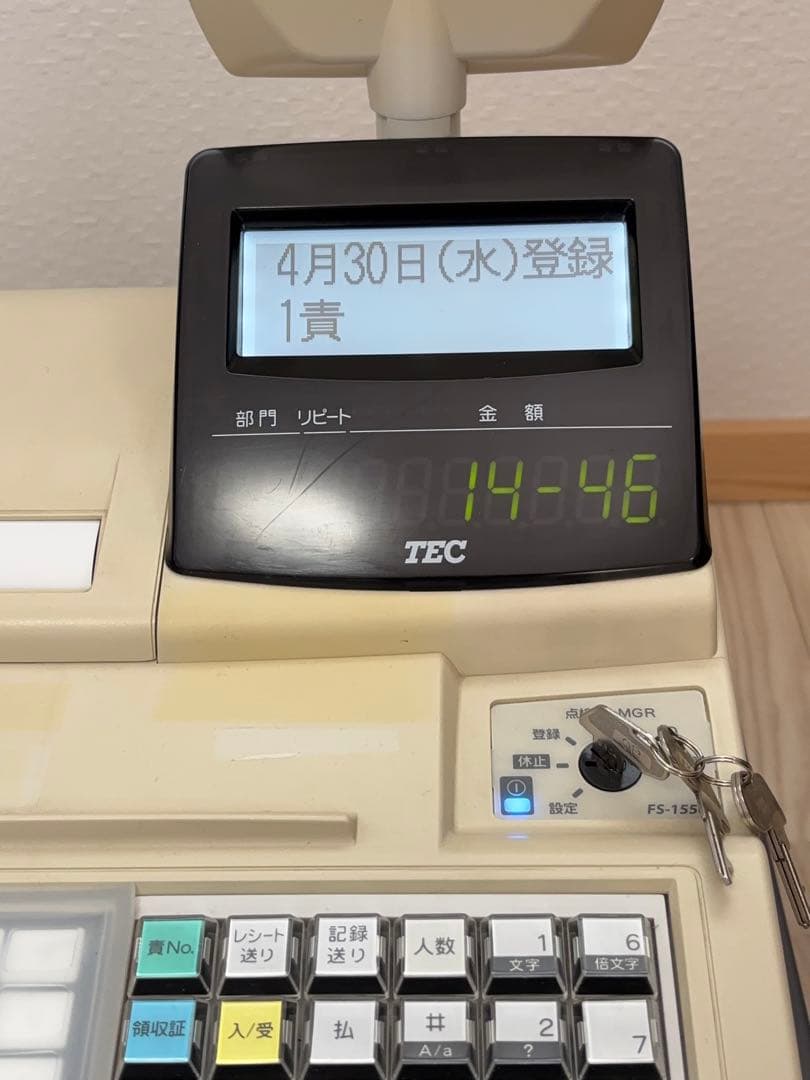 4月30日(水)登録
1責
部門 リピート 金額
14-46
TEC
MGR
登録
休止
設定
FS-155
責No. レシート送り 記録送り 人数 1 文字 6 倍文字
領収証 入/受 払 # A/a 2 ? 7